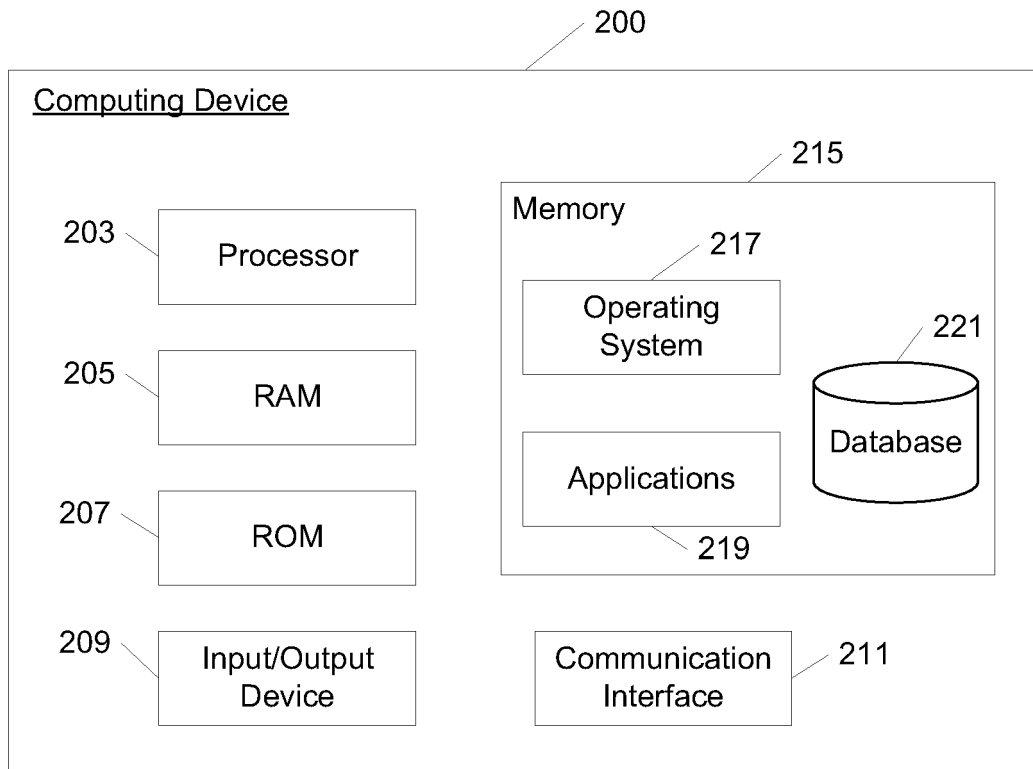 200
Computing Device
215
Memory
203
Processor
217
Operating
System
221
Database
205
RAM
Applications
219
207
ROM
209
Input/Output
Device
Communication
Interface
211